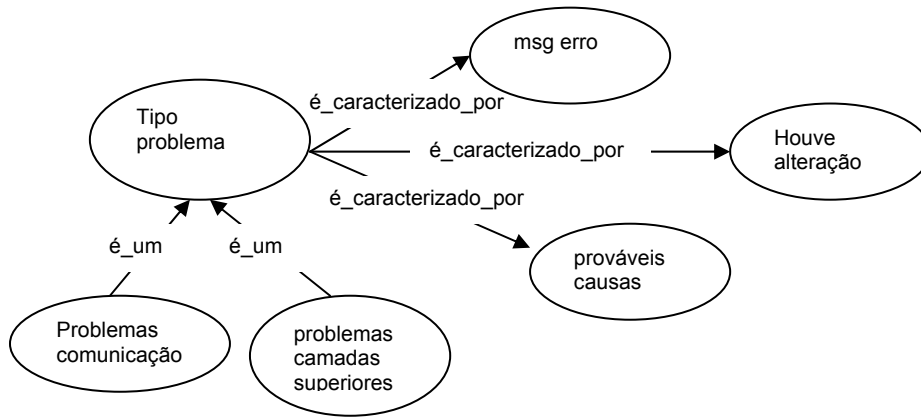 msg erro
é_caracterizado_por
Tipo
problema
é_caracterizado_por
Houve
alteração
é_caracterizado_por
é_um
é_um
prováveis
causas
Problemas
comunicação
problemas
camadas
superiores